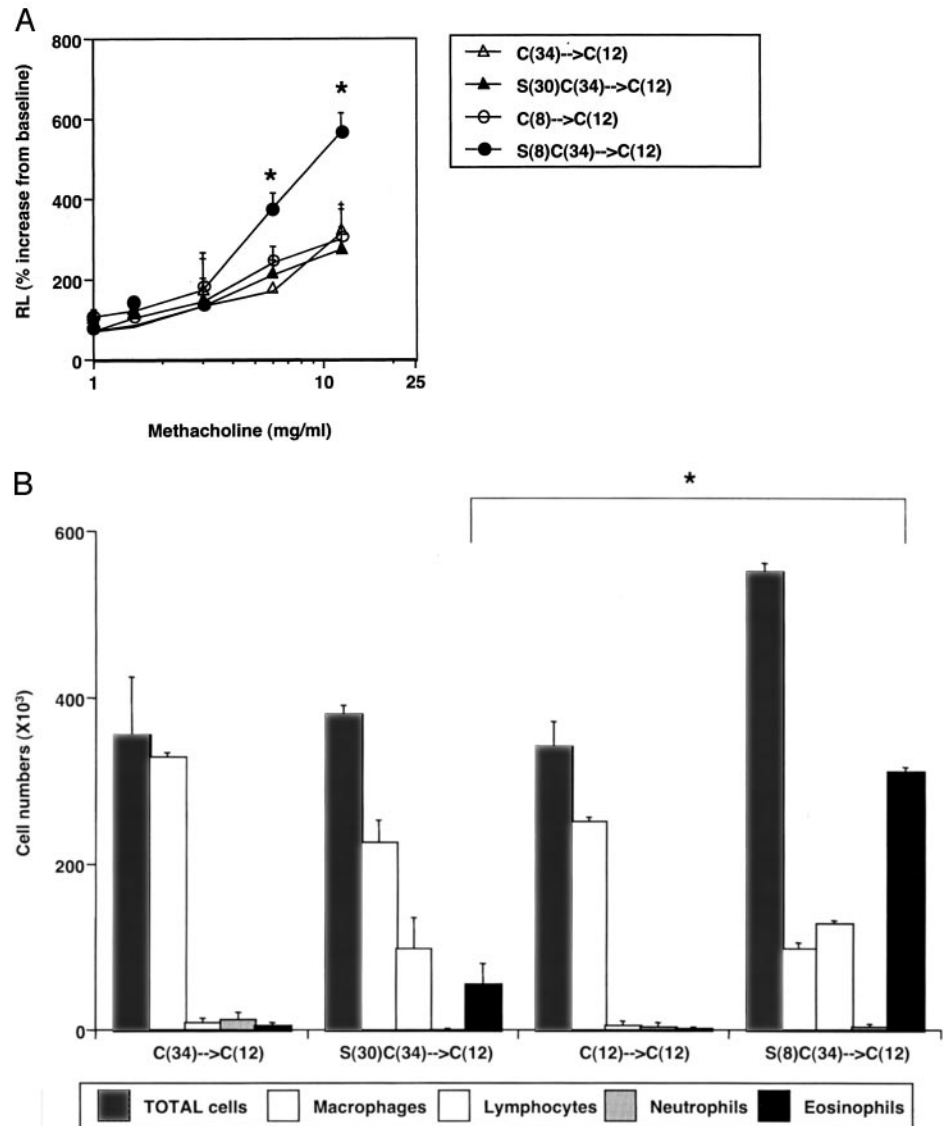 A
800
600
400
200
0
RL (% increase from baseline)
*
*
1
10
25
Methacholine (mg/ml)
C(34)-->C(12)
S(30)C(34)-->C(12)
C(8)-->C(12)
S(8)C(34)-->C(12)
B
*
600
400
200
0
Cell numbers (X10³)
C(34)-->C(12)
S(30)C(34)-->C(12)
C(12)-->C(12)
S(8)C(34)-->C(12)
TOTAL cells
Macrophages
Lymphocytes
Neutrophils
Eosinophils